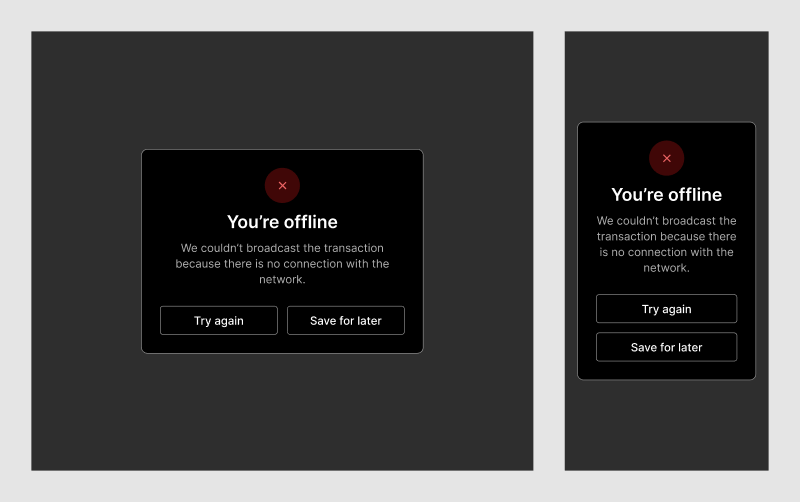 You’re offline
We couldn’t broadcast the transaction
because there is no connection with the
network.
Try again
Save for later
You’re offline
We couldn’t broadcast the
transaction because there
is no connection with the
network.
Try again
Save for later